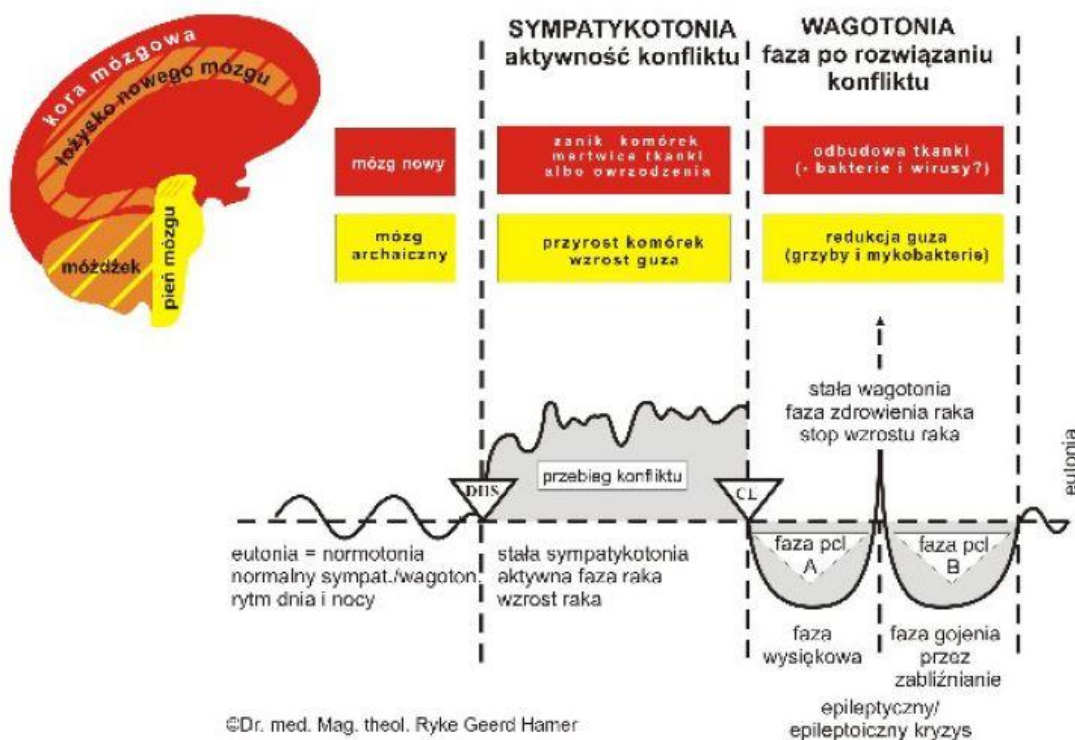 SYMPATYKOTONIA
aktywność konfliktu
WAGOTONIA
faza po rozwiązaniu
konfliktu
kora mózgowa
łożysko nowego mózgu
móżdżek
pień mózgu
mózg nowy
zanik komórek
martwica tkanki
albo owrzodzenia
odbudowa tkanki
(- bakterie i wirusy?)
mózg
archaiczny
przyrost komórek
wzrost guza
redukcja guza
(grzyby i mykobakterie)
stała wagotonia
faza zdrowienia raka
stop wzrostu raka
przebieg konfliktu
DHS
CL
eutonia
eutonia = normotonia
normalny sympat./wagoton.
rytm dnia i nocy
stała sympatykotonia
aktywna faza raka
wzrost raka
faza pcl
A
faza pcl
B
faza
wysiękowa
faza gojenia
przez
zabliźnianie
epileptyczny/
epileptoiczny kryzys
©Dr. med. Mag. theol. Ryke Geerd Hamer